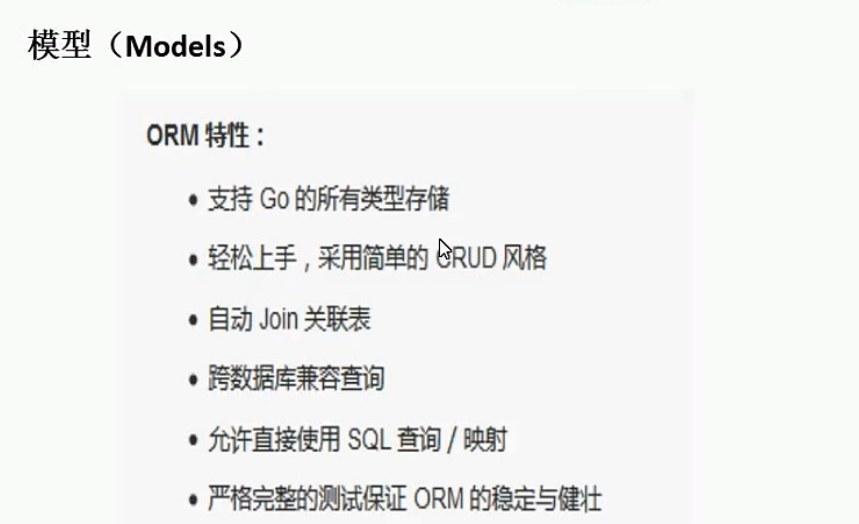 模型（Models）
ORM 特性：
• 支持 Go 的所有类型存储
• 轻松上手，采用简单的 CRUD 风格
• 自动 Join 关联表
• 跨数据库兼容查询
• 允许直接使用 SQL 查询 / 映射
• 严格完整的测试保证 ORM 的稳定与健壮